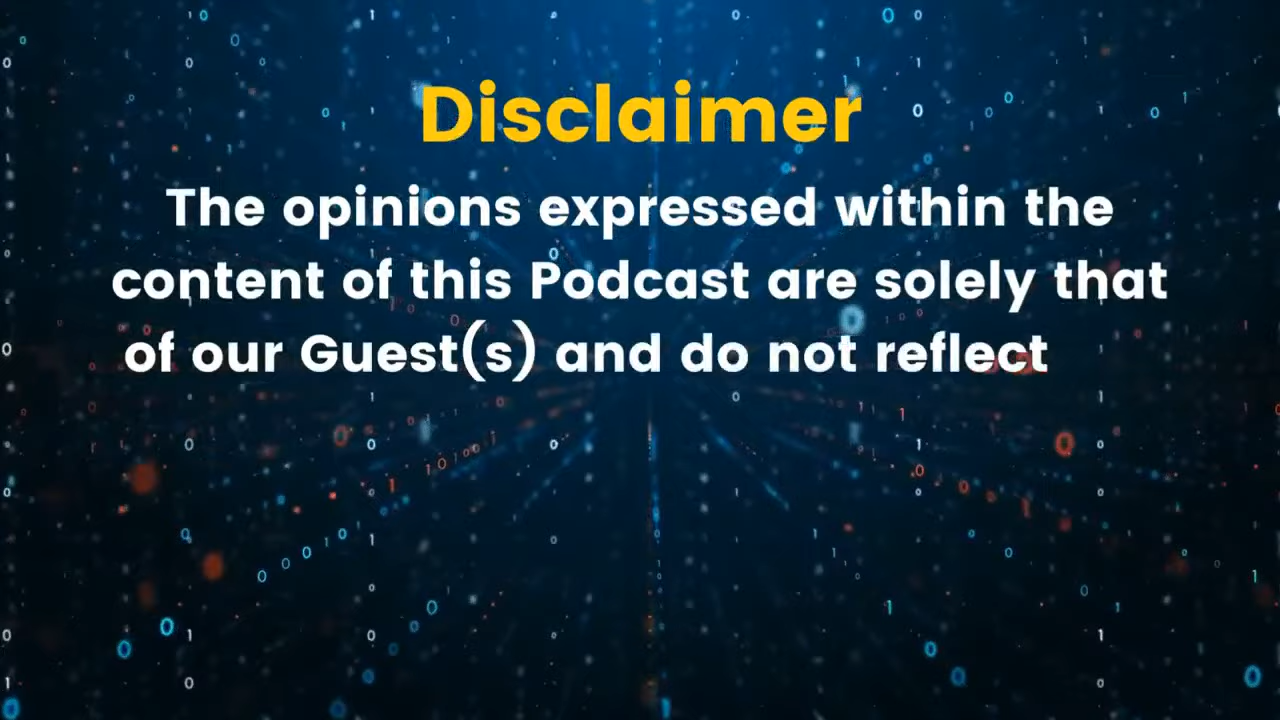 Disclaimer
The opinions expressed within the
content of this Podcast are solely that
of our Guest(s) and do not reflect